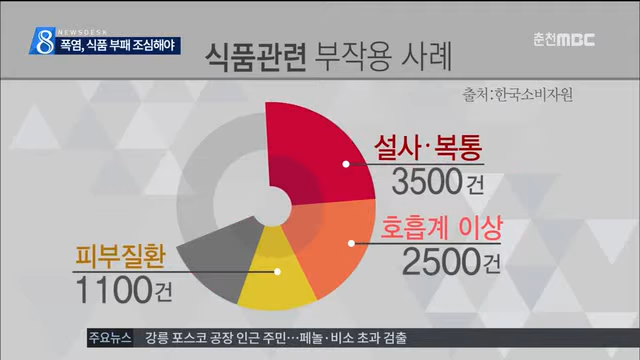 NEWSDESK
8 폭염, 식품 부패 조심해야
춘천MBC
식품관련 부작용 사례
출처:한국소비자원
설사·복통
3500건
호흡계 이상
2500건
피부질환
1100건
주요뉴스 강릉 포스코 공장 인근 주민…페놀·비소 초과 검출